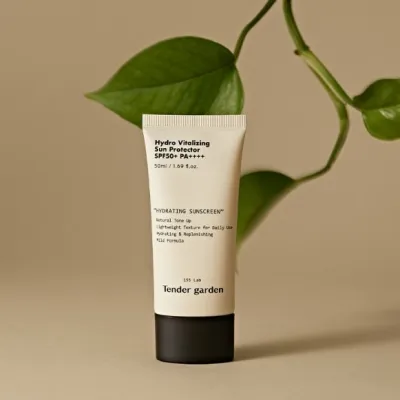 Hydro Vitalizing
Sun Protector
SPF50+ PA++++
50ml / 1.69 fl.oz.
"HYDRATING SUNSCREEN"
Natural Tone Up
Lightweight Texture for Daily Use
Hydrating & Replenishing
Mild Formula
Tender garden